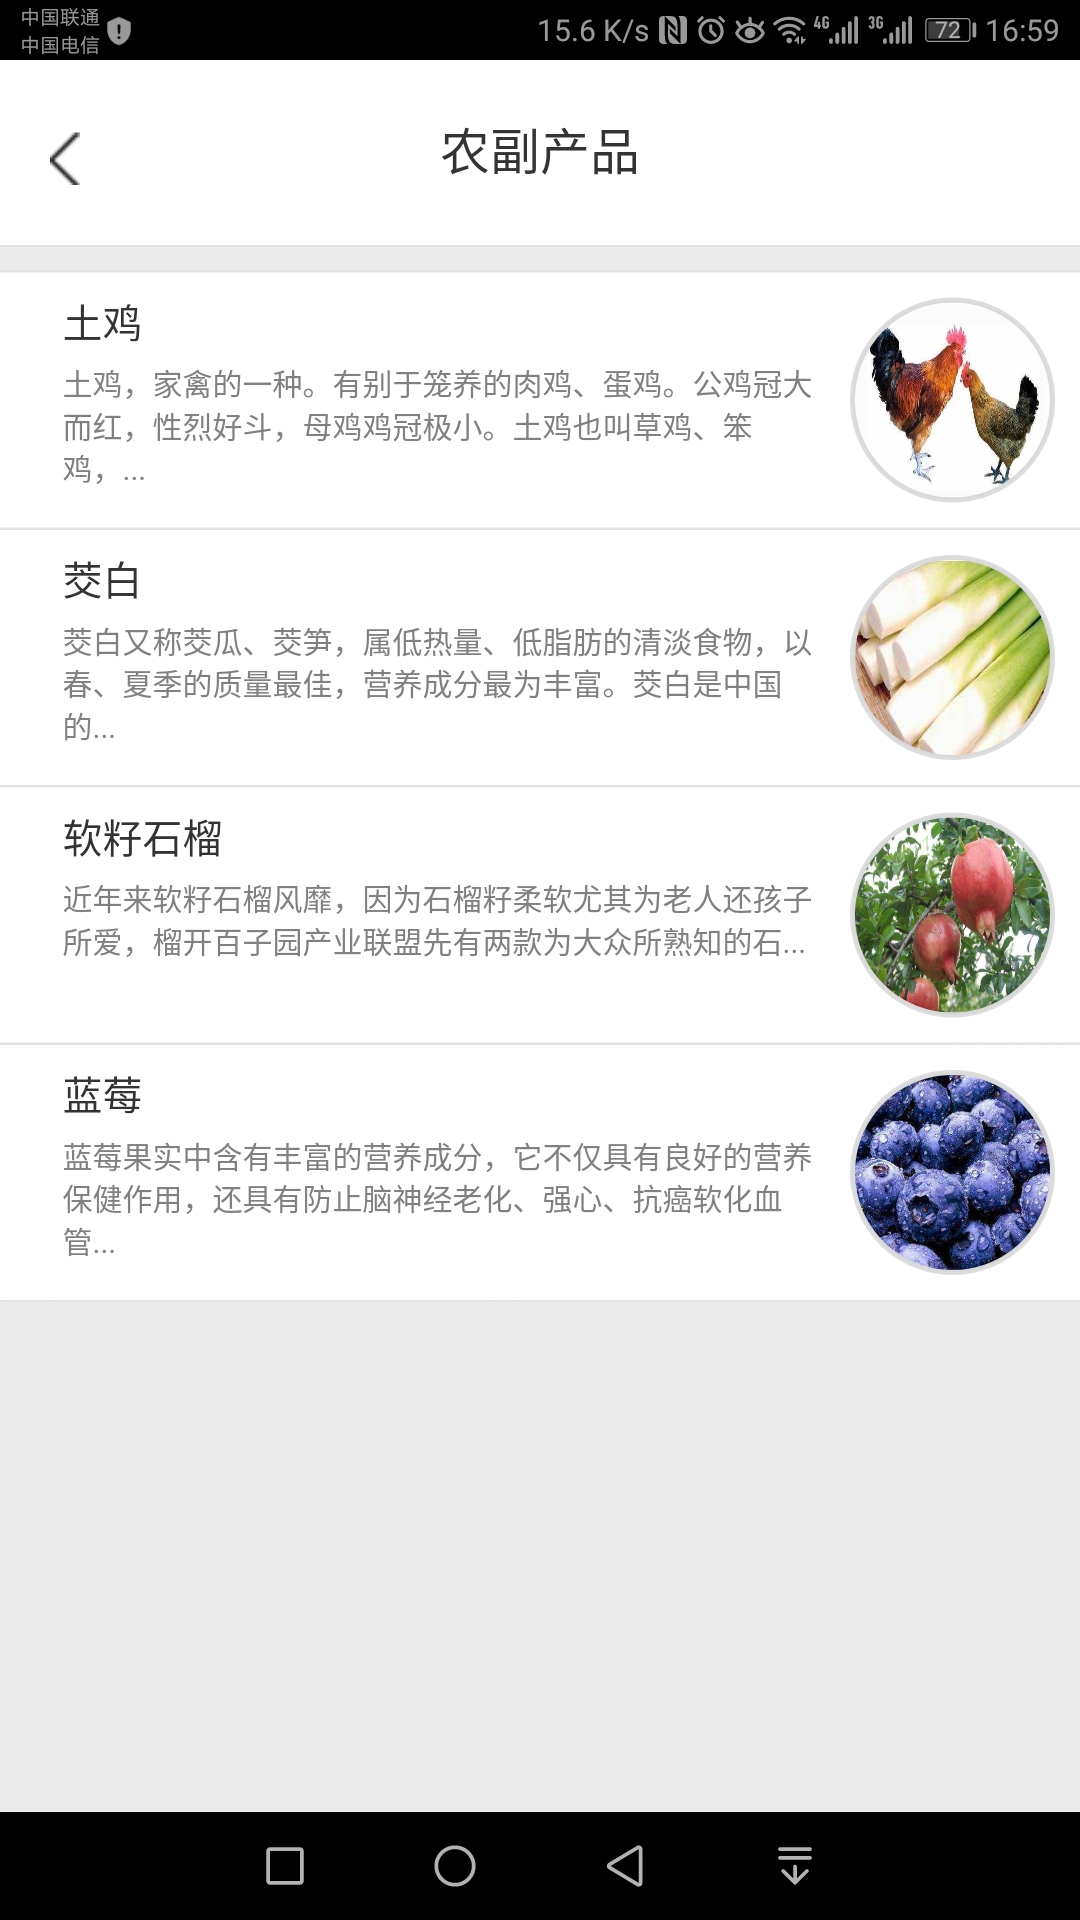 中国联通
中国电信
15.6 K/s 4G 3G 72 16:59
农副产品
土鸡
土鸡，家禽的一种。有别于笼养的肉鸡、蛋鸡。公鸡冠大
而红，性烈好斗，母鸡鸡冠极小。土鸡也叫草鸡、笨
鸡，...
茭白
茭白又称茭瓜、茭笋，属低热量、低脂肪的清淡食物，以
春、夏季的质量最佳，营养成分最为丰富。茭白是中国
的...
软籽石榴
近年来软籽石榴风靡，因为石榴籽柔软尤其为老人还孩子
所爱，榴开百子园产业联盟先有两款为大众所熟知的石...
蓝莓
蓝莓果实中含有丰富的营养成分，它不仅具有良好的营养
保健作用，还具有防止脑神经老化、强心、抗癌软化血
管...